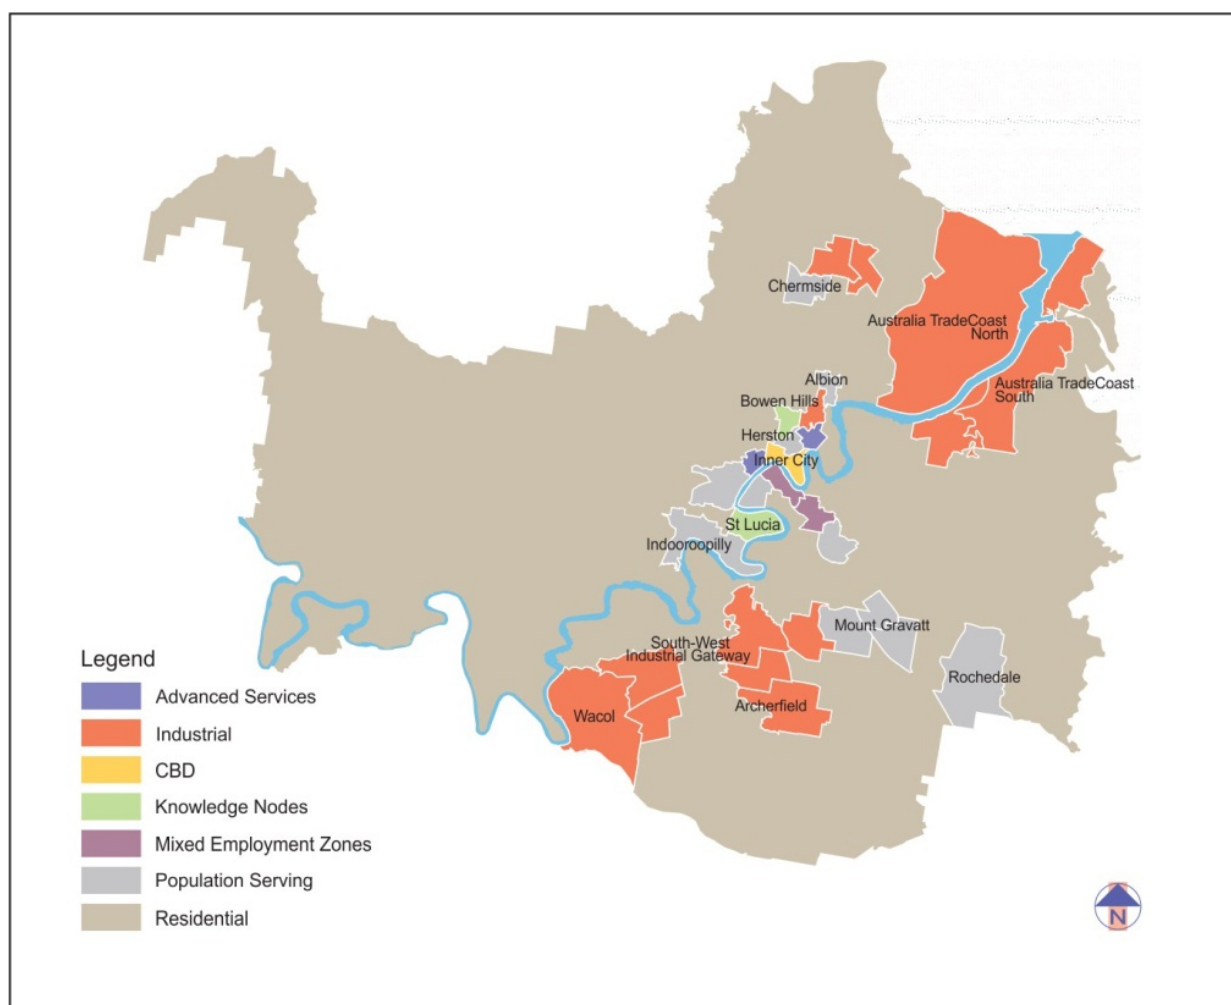 Chermside
Australia TradeCoast
North
Albion
Australia TradeCoast
South
Bowen Hills
Herston
Inner City
St Lucia
Indooroopilly
Mount Gravatt
South-West
Industrial Gateway
Rochedale
Archerfield
Wacol
Legend
Advanced Services
Industrial
CBD
Knowledge Nodes
Mixed Employment Zones
Population Serving
Residential
N